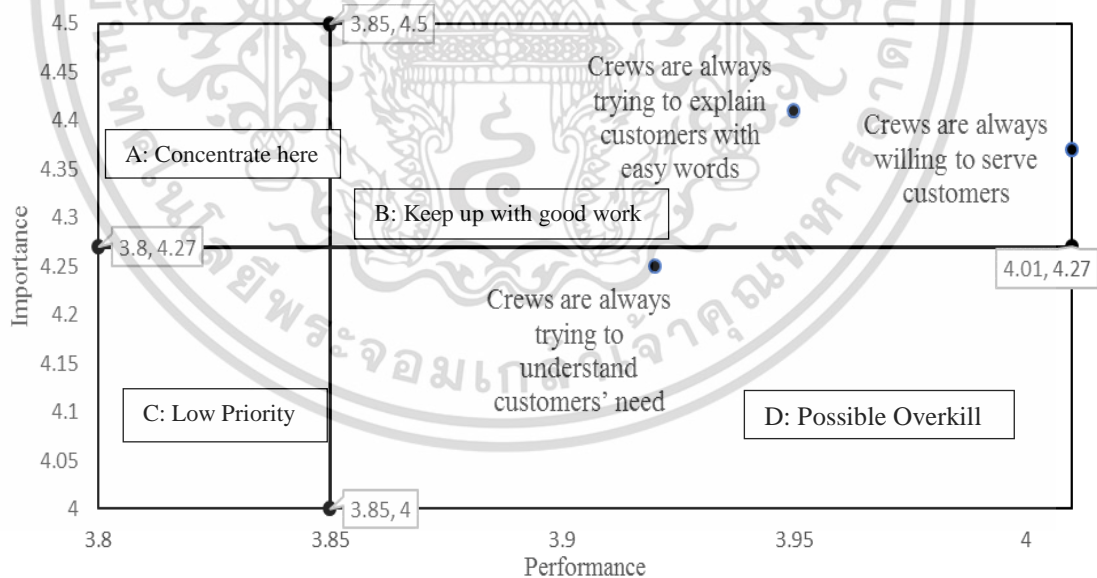 4.5
4.45
4.4
4.35
4.3
4.25
4.2
4.15
4.1
4.05
4
Importance
3.85, 4.5
Crews are always
trying to explain
customers with
easy words
Crews are always
willing to serve
customers
A: Concentrate here
B: Keep up with good work
3.8, 4.27
4.01, 4.27
Crews are always
trying to
understand
customers’ need
C: Low Priority
D: Possible Overkill
3.85, 4
3.8
3.85
3.9
3.95
4
Performance